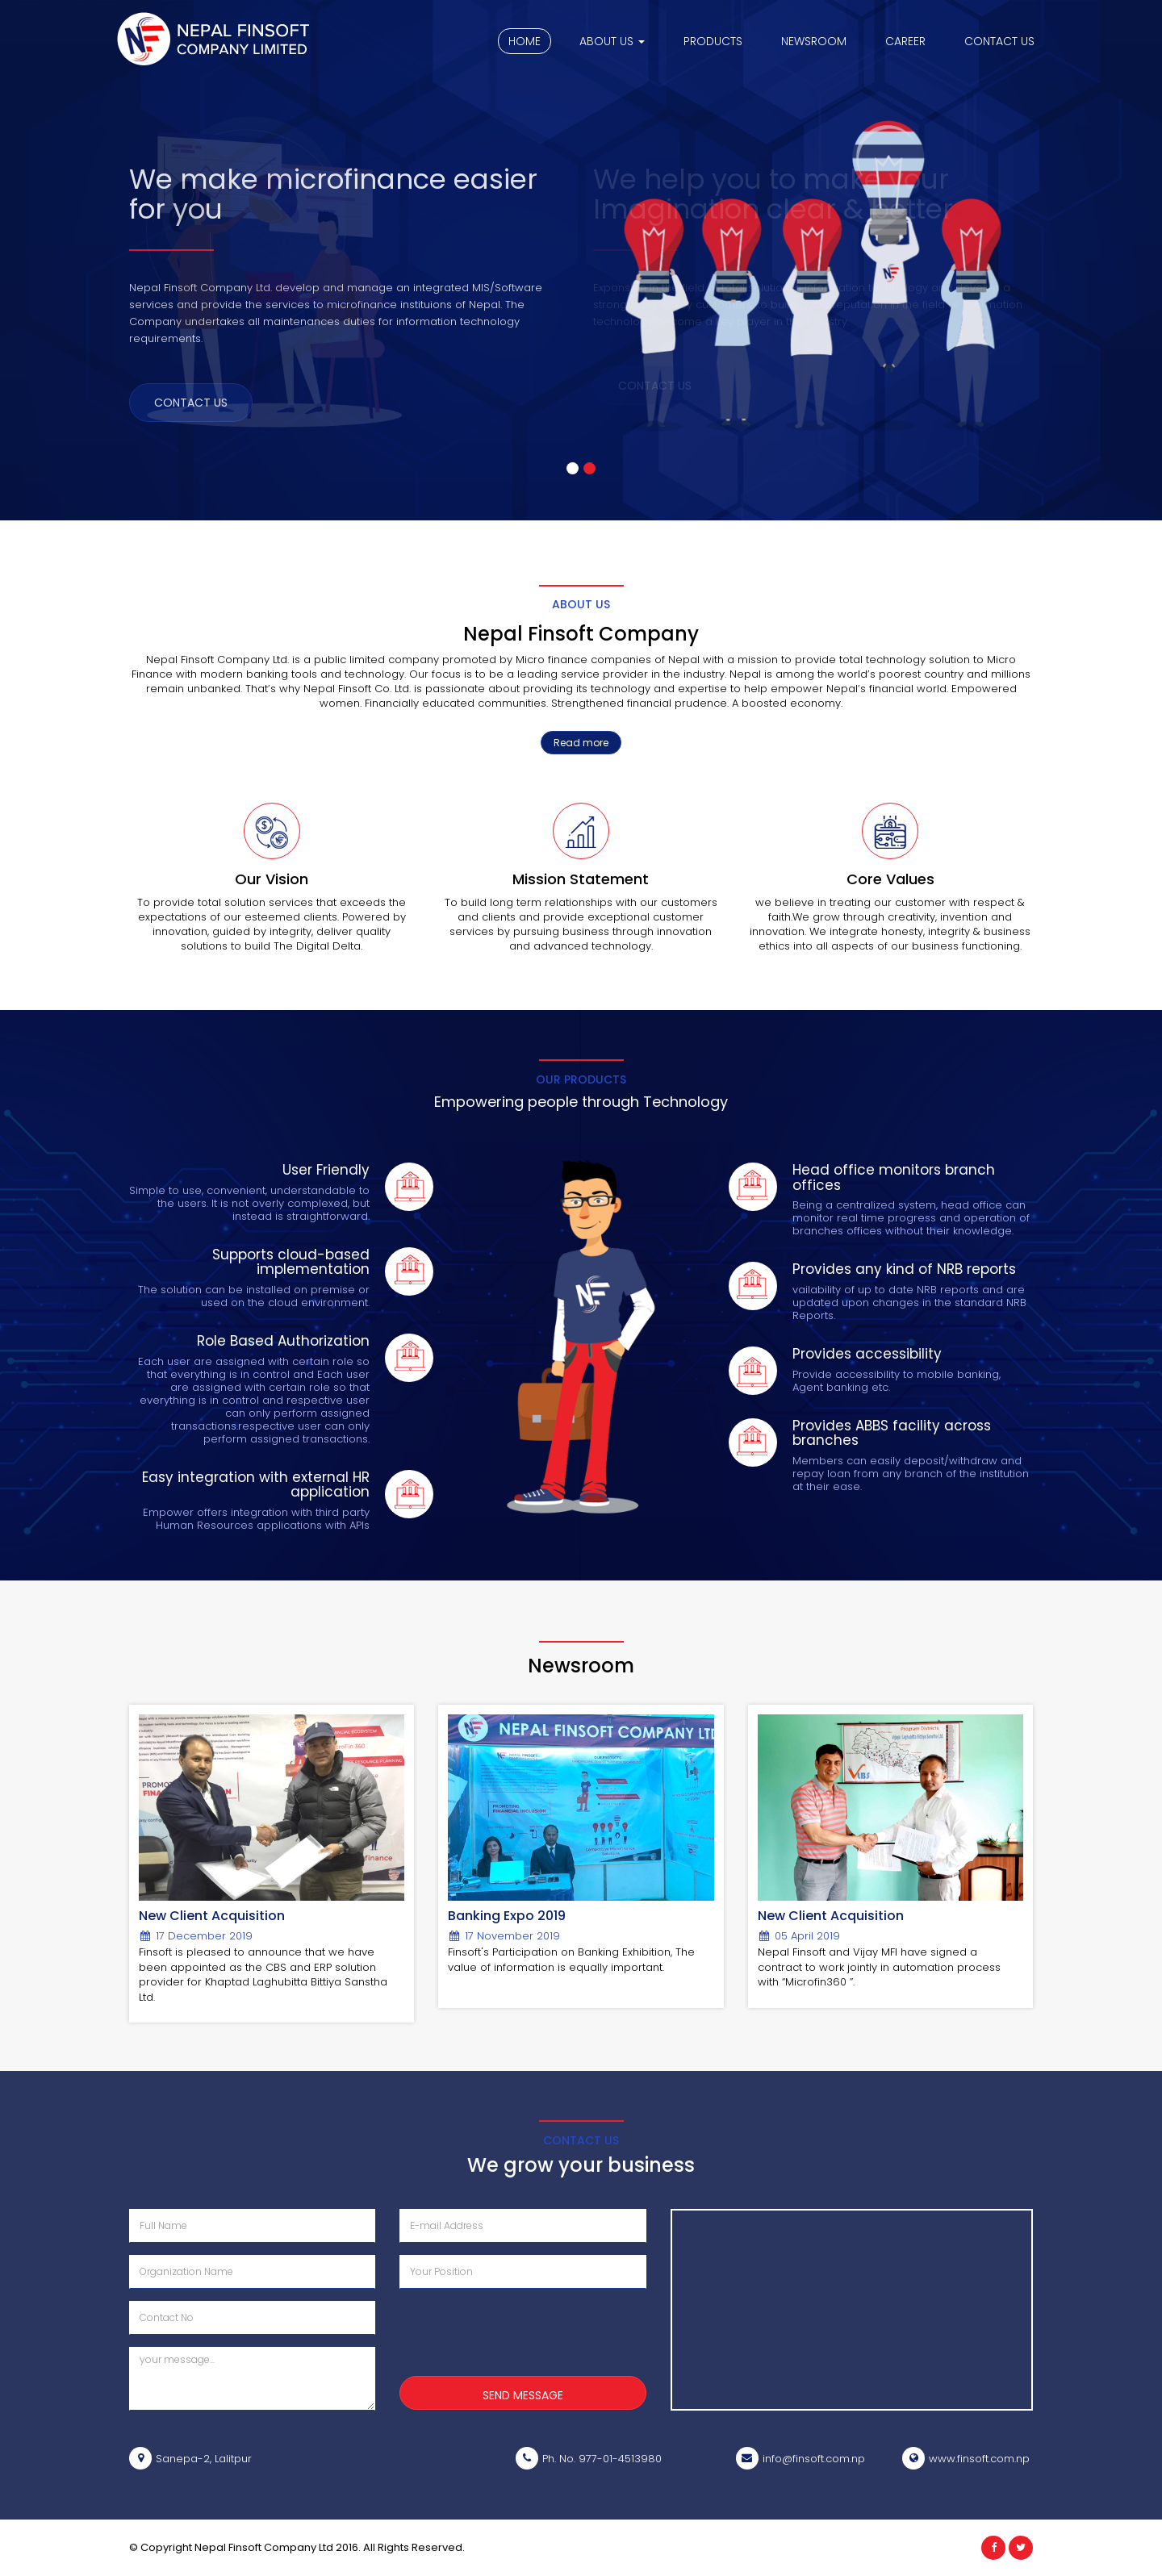 NEPAL FINSOFT
COMPANY LIMITED
HOME
ABOUT US
PRODUCTS
NEWSROOM
CAREER
CONTACT US
We make microfinance easier
for you
Nepal Finsoft Company Ltd. develop and manage an integrated MIS/Software
services and provide the services to microfinance instituions of Nepal. The
Company undertakes all maintenances duties for information technology
requirements.
CONTACT US
We help you to make your
Imagination clear & better
CONTACT US
ABOUT US
Nepal Finsoft Company
Nepal Finsoft Company Ltd. is a public limited company promoted by Micro finance companies of Nepal with a mission to provide total technology solution to Micro
Finance with modern banking tools and technology. Our focus is to be a leading service provider in the industry. Nepal is among the world's poorest country and millions
remain unbanked. That's why Nepal Finsoft Co. Ltd. is passionate about providing its technology and expertise to help empower Nepal's financial world. Empowered
women. Financially educated communities. Strengthened financial prudence. A boosted economy.
Read more
Our Vision
To provide total solution services that exceeds the
expectations of our esteemed clients. Powered by
innovation, guided by integrity, deliver quality
solutions to build The Digital Delta.
Mission Statement
To build long term relationships with our customers
and clients and provide exceptional customer
services by pursuing business through innovation
and advanced technology.
Core Values
we believe in treating our customer with respect &
faith.We grow through creativity, invention and
innovation. We integrate honesty, integrity & business
ethics into all aspects of our business functioning.
OUR PRODUCTS
Empowering people through Technology
User Friendly
Simple to use, convenient, understandable to
the users. It is not overly complexed, but
instead is straightforward.
Supports cloud-based
implementation
The solution can be installed on premise or
used on the cloud environment.
Role Based Authorization
Each user are assigned with certain role so
that everything is in control and Each user
are assigned with certain role so that
everything is in control and respective user
can only perform assigned
transactions.respective user can only
perform assigned transactions.
Easy integration with external HR
application
Empower offers integration with third party
Human Resources applications with APIs
Head office monitors branch
offices
Being a centralized system, head office can
monitor real time progress and operation of
branches offices without their knowledge.
Provides any kind of NRB reports
vailability of up to date NRB reports and are
updated upon changes in the standard NRB
Reports.
Provides accessibility
Provide accessibility to mobile banking,
Agent banking etc.
Provides ABBS facility across
branches
Members can easily deposit/withdraw and
repay loan from any branch of the institution
at their ease.
Newsroom
NEPAL FINSOFT COMPANY LTD
New Client Acquisition
17 December 2019
Finsoft is pleased to announce that we have
been appointed as the CBS and ERP solution
provider for Khaptad Laghubitta Bittiya Sanstha
Ltd.
Banking Expo 2019
17 November 2019
Finsoft's Participation on Banking Exhibition, The
value of information is equally important.
New Client Acquisition
05 April 2019
Nepal Finsoft and Vijay MFI have signed a
contract to work jointly in automation process
with “Microfin360 ”.
CONTACT US
We grow your business
Full Name
E-mail Address
Organization Name
Your Position
Contact No
your message...
SEND MESSAGE
Sanepa-2, Lalitpur
Ph. No. 977-01-4513980
info@finsoft.com.np
www.finsoft.com.np
© Copyright Nepal Finsoft Company Ltd 2016. All Rights Reserved.